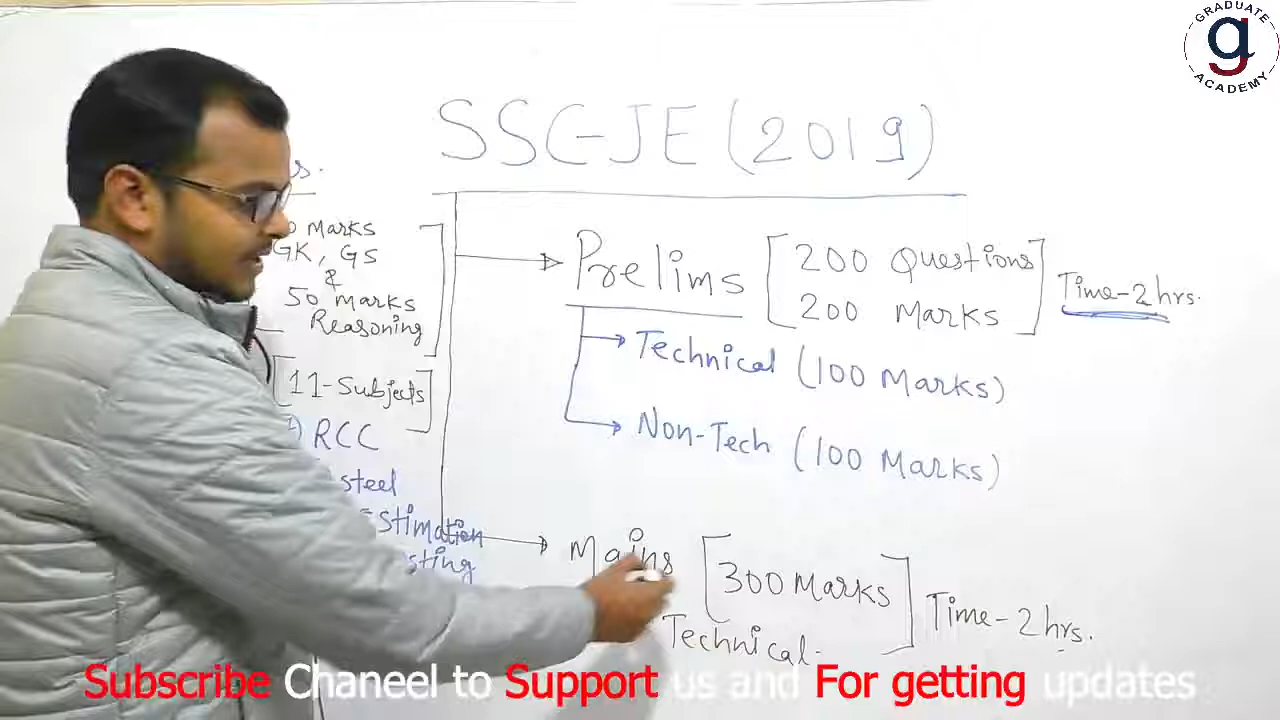 GRADUATE
g
ACADEMY
SSC-JE (2019)
Marks
GK, GS
&
50 marks
Reasoning
[11-Subjects]
RCC
steel
Estimation
Prelims [200 Questions
200 Marks] Time-2 hrs.
Technical (100 Marks)
Non-Tech (100 Marks)
Mains [300 Marks] Time-2 hrs.
Technical.
Subscribe Chaneel to Support us and For getting updates